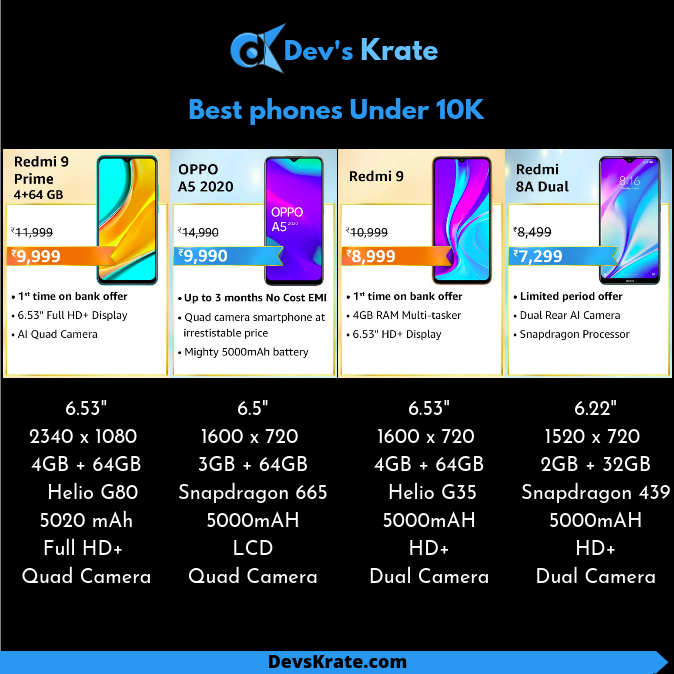 Dev's Krate
Best phones Under 10K
Redmi 9
Prime
4+64 GB
₹11,999
₹9,999
• 1st time on bank offer
• 6.53" Full HD+ Display
• AI Quad Camera
OPPO
A5 2020
₹14,990
₹9,990
OPPO
A5 2020
• Up to 3 months No Cost EMI
• Quad camera smartphone at
irrestistable price
• Mighty 5000mAh battery
Redmi 9
₹10,999
₹8,999
• 1st time on bank offer
• 4GB RAM Multi-tasker
• 6.53" HD+ Display
Redmi
8A Dual
₹8,499
₹7,299
8:16
• Limited period offer
• Dual Rear AI Camera
• Snapdragon Processor
6.53"
2340 x 1080
4GB + 64GB
Helio G80
5020 mAh
Full HD+
Quad Camera
6.5"
1600 x 720
3GB + 64GB
Snapdragon 665
5000mAH
LCD
Quad Camera
6.53"
1600 x 720
4GB + 64GB
Helio G35
5000mAH
HD+
Dual Camera
6.22"
1520 x 720
2GB + 32GB
Snapdragon 439
5000mAH
HD+
Dual Camera
DevsKrate.com